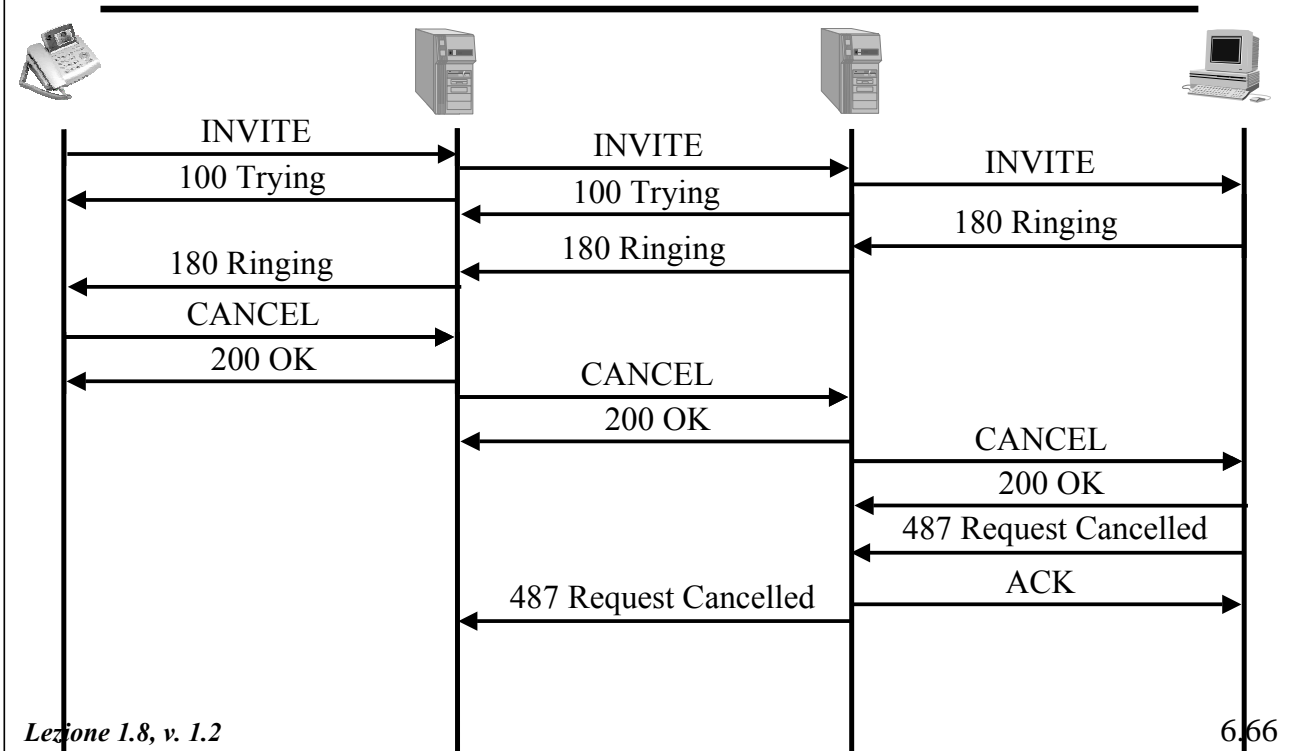 INVITE
INVITE
INVITE
100 Trying
100 Trying
180 Ringing
180 Ringing
180 Ringing
CANCEL
200 OK
CANCEL
200 OK
CANCEL
200 OK
487 Request Cancelled
ACK
487 Request Cancelled
Lezione 1.8, v. 1.2
6.66